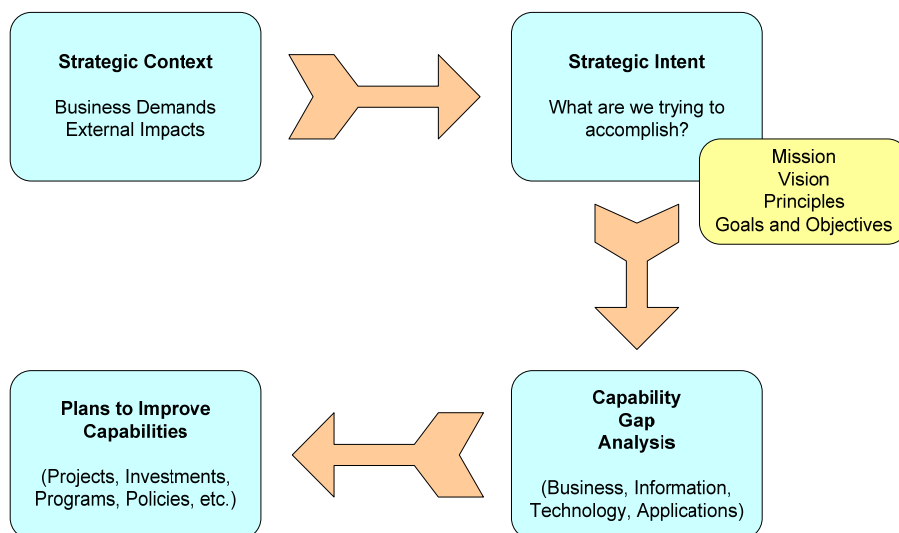 Strategic Context
Business Demands
External Impacts
Strategic Intent
What are we trying to
accomplish?
Mission
Vision
Principles
Goals and Objectives
Plans to Improve
Capabilities
(Projects, Investments,
Programs, Policies, etc.)
Capability
Gap
Analysis
(Business, Information,
Technology, Applications)